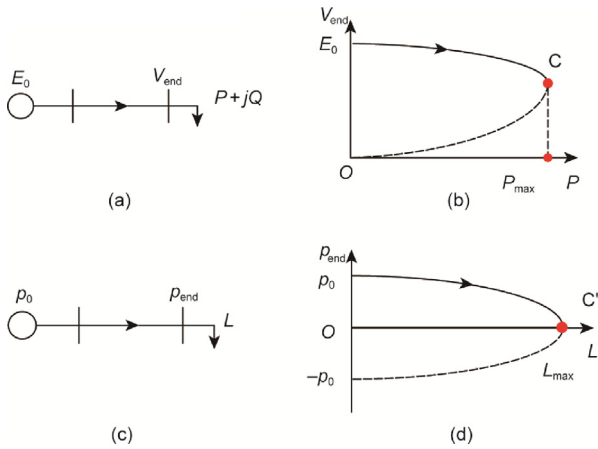 E0
Vend
P + jQ
(a)
Vend
E0
C
O
Pmax
P
(b)
p0
pend
L
(c)
pend
p0
C'
O
L
Lmax
–p0
(d)